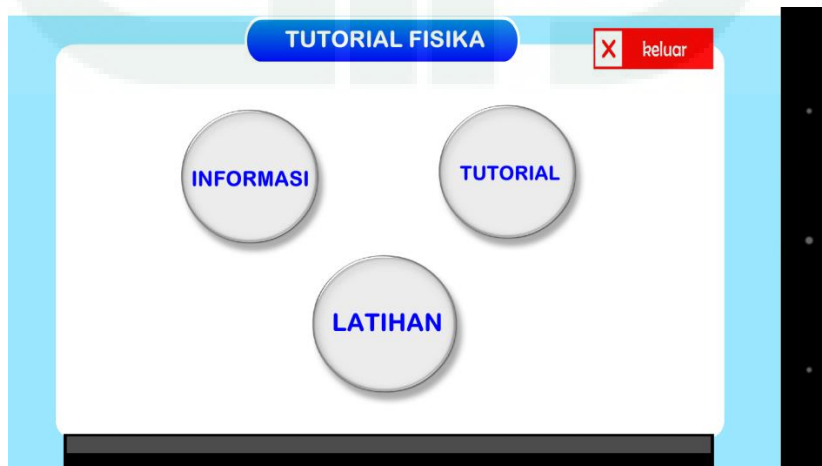 TUTORIAL FISIKA
X keluar
INFORMASI
TUTORIAL
LATIHAN